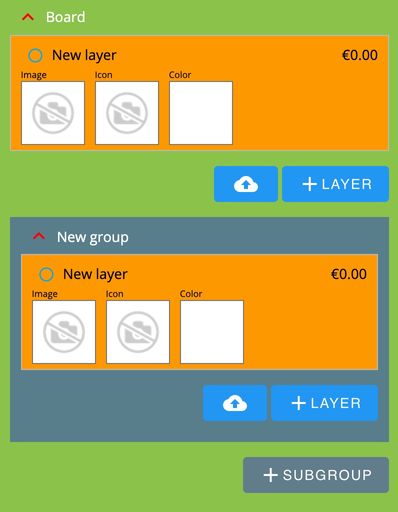 Board
New layer €0.00
Image Icon Color
+ LAYER
New group
New layer €0.00
Image Icon Color
+ LAYER
+ SUBGROUP